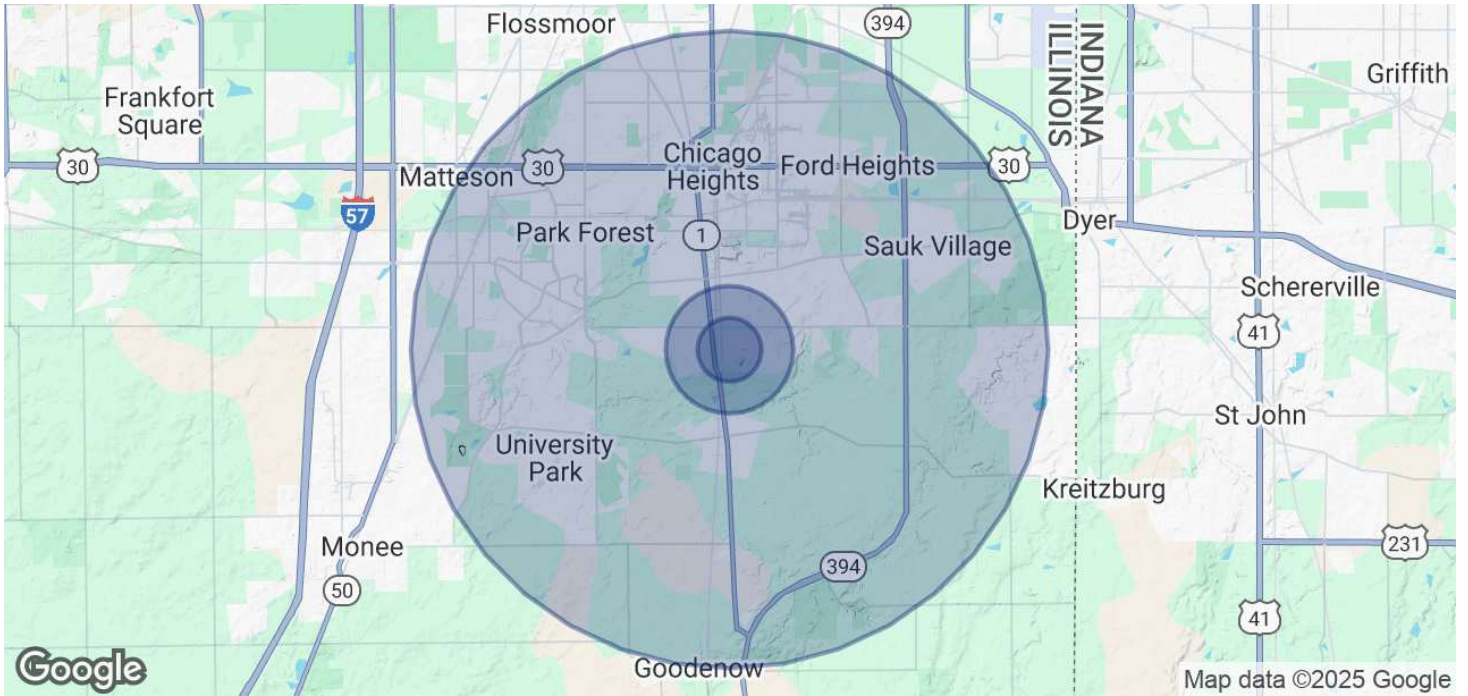 Flossmoor
394
INDIANA
ILLINOIS
Griffith
Frankfort
Square
30
Matteson
30
Chicago
Heights
Ford Heights
30
57
Park Forest
1
Sauk Village
Dyer
Schererville
41
St John
University
Park
Kreitzburg
Monee
50
394
231
41
Goodenow
Google
Map data ©2025 Google